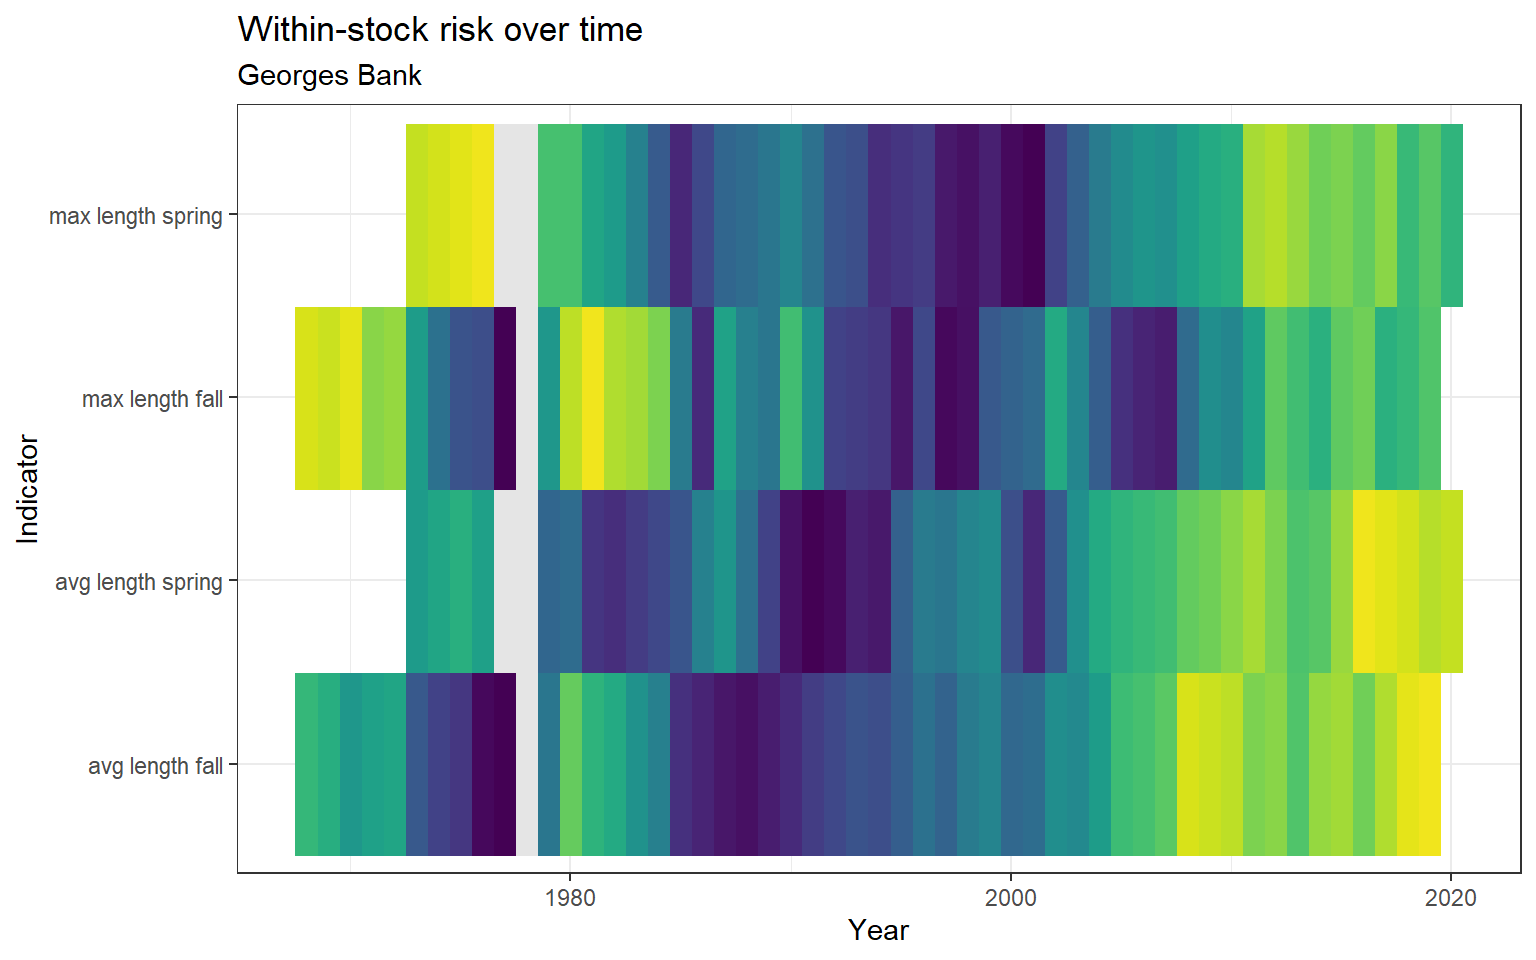 Within-stock risk over time
Georges Bank
max length spring
max length fall
avg length spring
avg length fall
Indicator
1980
2000
2020
Year